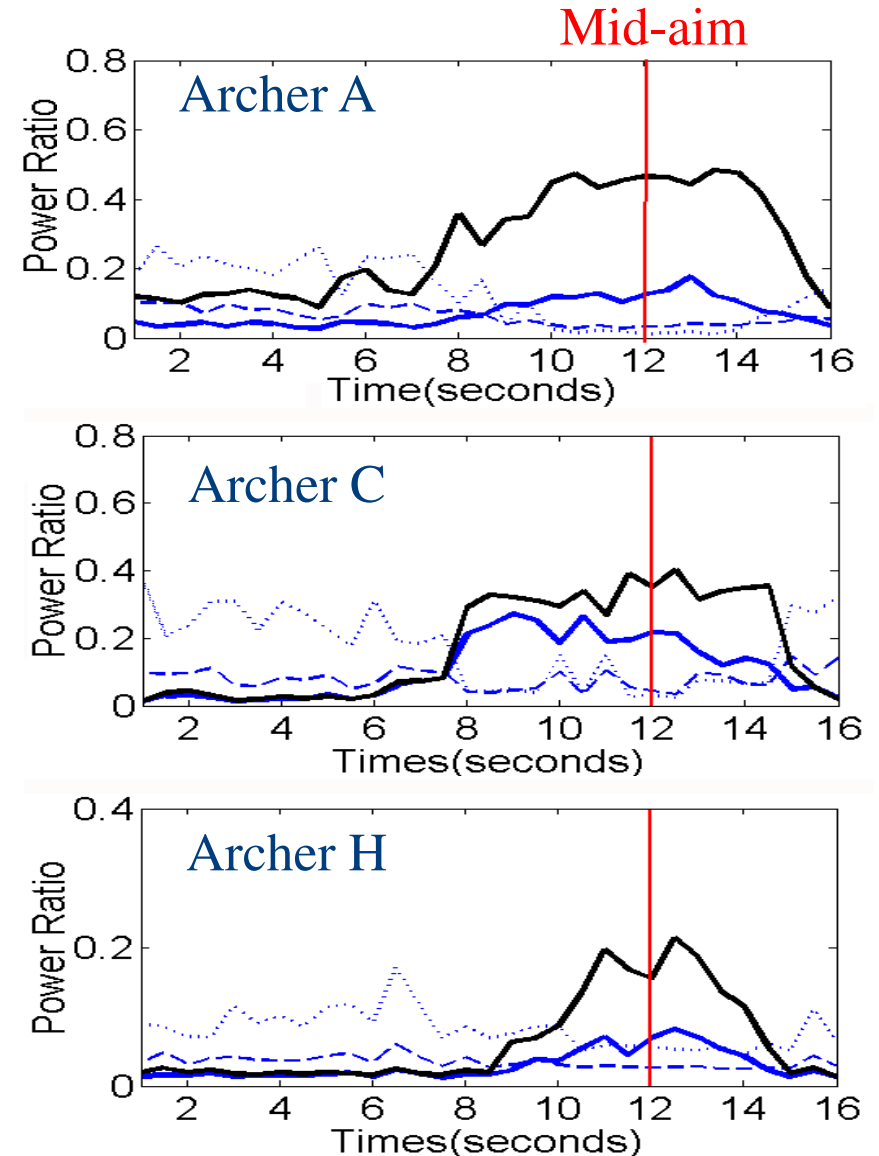 Mid-aim
0.8
Archer A
0.6
0.4
0.2
0
Power Ratio
2 4 6 8 10 12 14 16
Time(seconds)
0.8
Archer C
0.6
0.4
0.2
0
Power Ratio
2 4 6 8 10 12 14 16
Times(seconds)
0.4
Archer H
0.2
0
Power Ratio
2 4 6 8 10 12 14 16
Times(seconds)